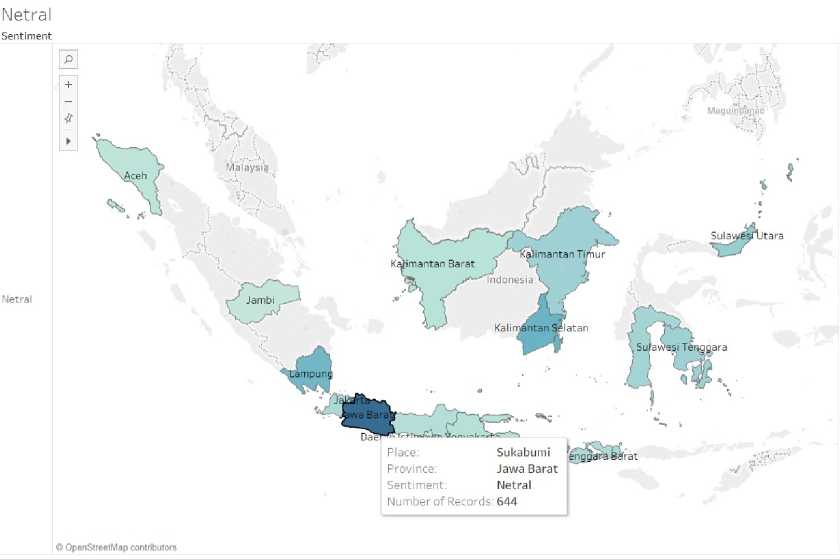 Netral
Sentiment
Maguindanao
Malaysia
Aceh
Sulawesi Utara
Kalimantan Timur
Kalimantan Barat
Indonesia
Netral
Jambi
Kalimantan Selatan
Sulawesi Tenggara
Lampung
Jakarta
Jawa Barat
Daerah Istimewa Yogyakarta
Place: Sukabumi
enggara Barat
Province: Jawa Barat
Sentiment: Netral
Number of Records: 644
© OpenStreetMap contributors